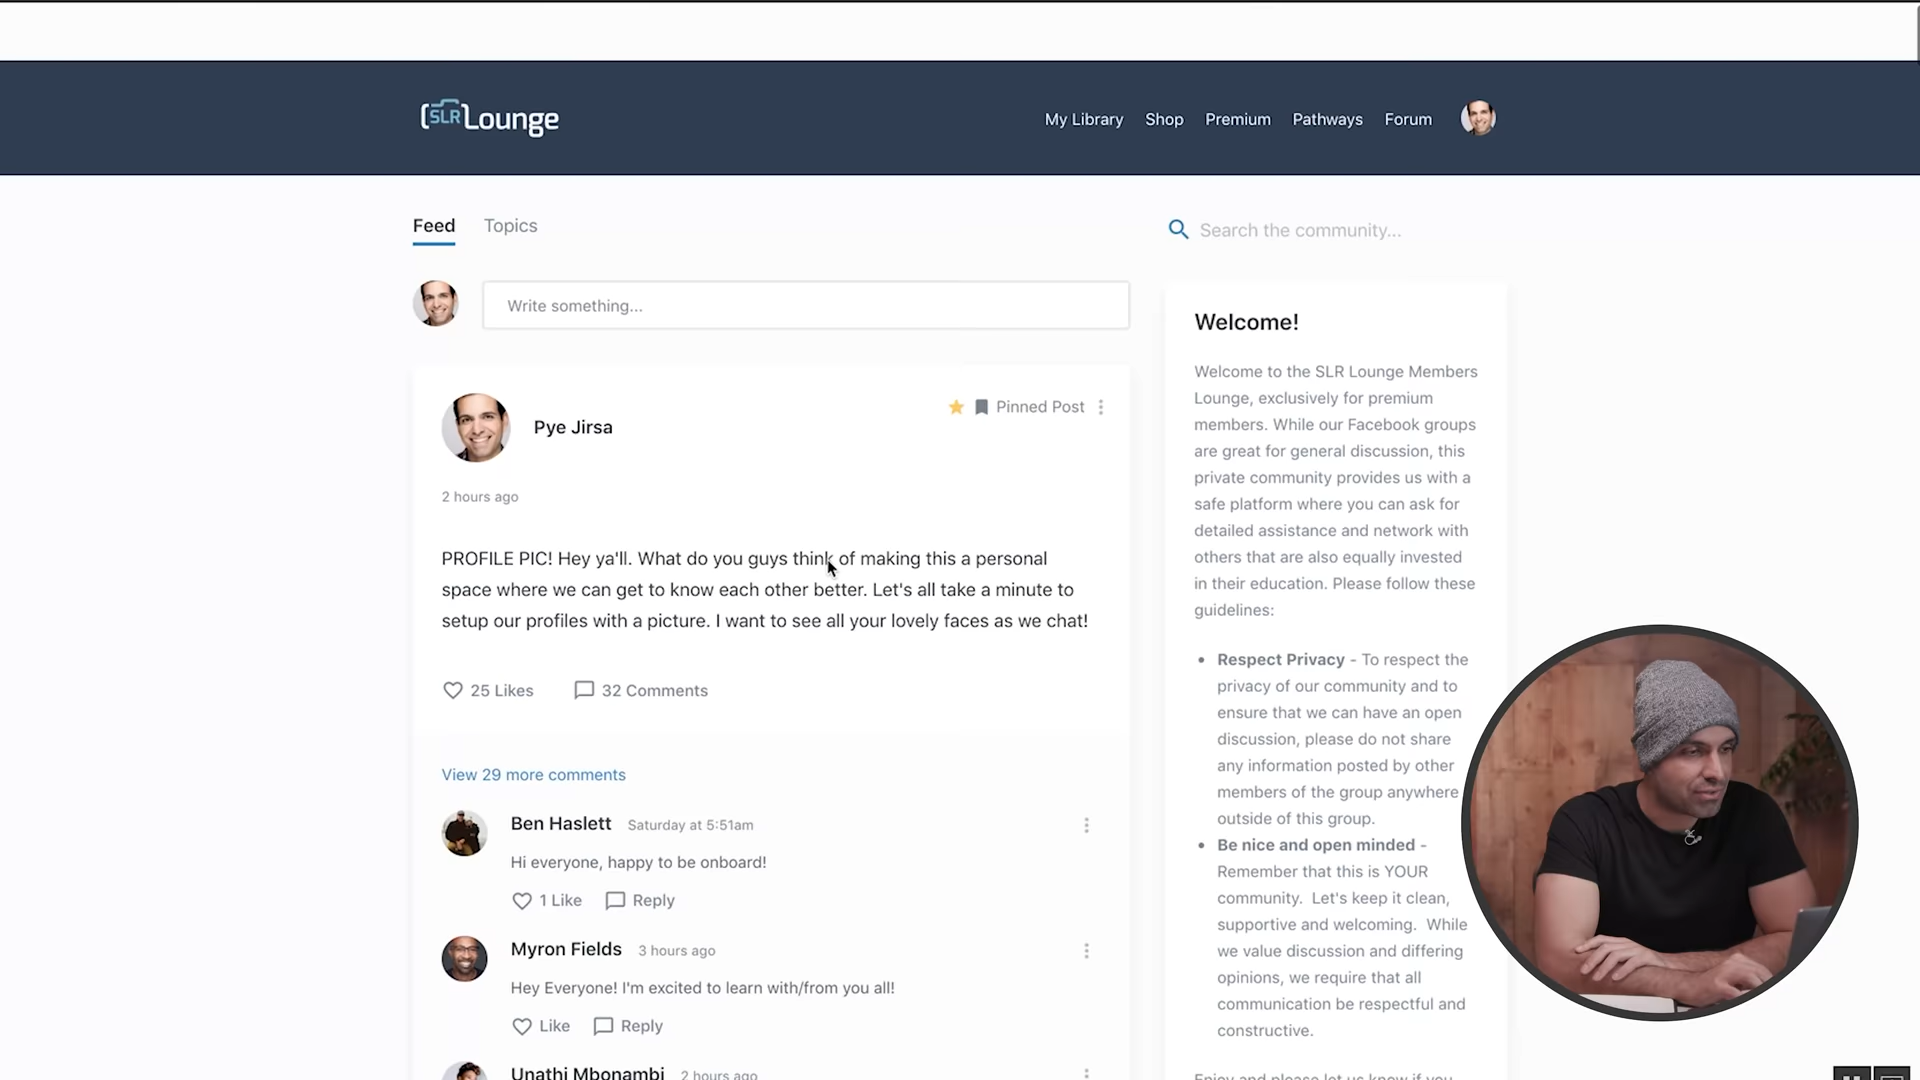 SLR Lounge
My Library Shop Premium Pathways Forum
Feed Topics
Search the community...
Write something...
Pye Jirsa
Pinned Post
2 hours ago
PROFILE PIC! Hey ya'll. What do you guys think of making this a personal
space where we can get to know each other better. Let's all take a minute to
setup our profiles with a picture. I want to see all your lovely faces as we chat!
25 Likes 32 Comments
View 29 more comments
Ben Haslett Saturday at 5:51am
Hi everyone, happy to be onboard!
1 Like Reply
Myron Fields 3 hours ago
Hey Everyone! I'm excited to learn with/from you all!
Like Reply
Unathi Mbonambi 2 hours ago
Welcome!
Welcome to the SLR Lounge Members
Lounge, exclusively for premium
members. While our Facebook groups
are great for general discussion, this
private community provides us with a
safe platform where you can ask for
detailed assistance and network with
others that are also equally invested
in their education. Please follow these
guidelines:
• Respect Privacy - To respect the
privacy of our community and to
ensure that we can have an open
discussion, please do not share
any information posted by other
members of the group anywhere
outside of this group.
• Be nice and open minded -
Remember that this is YOUR
community. Let's keep it clean,
supportive and welcoming. While
we value discussion and differing
opinions, we require that all
communication be respectful and
constructive.
Enjoy and please let us know if you